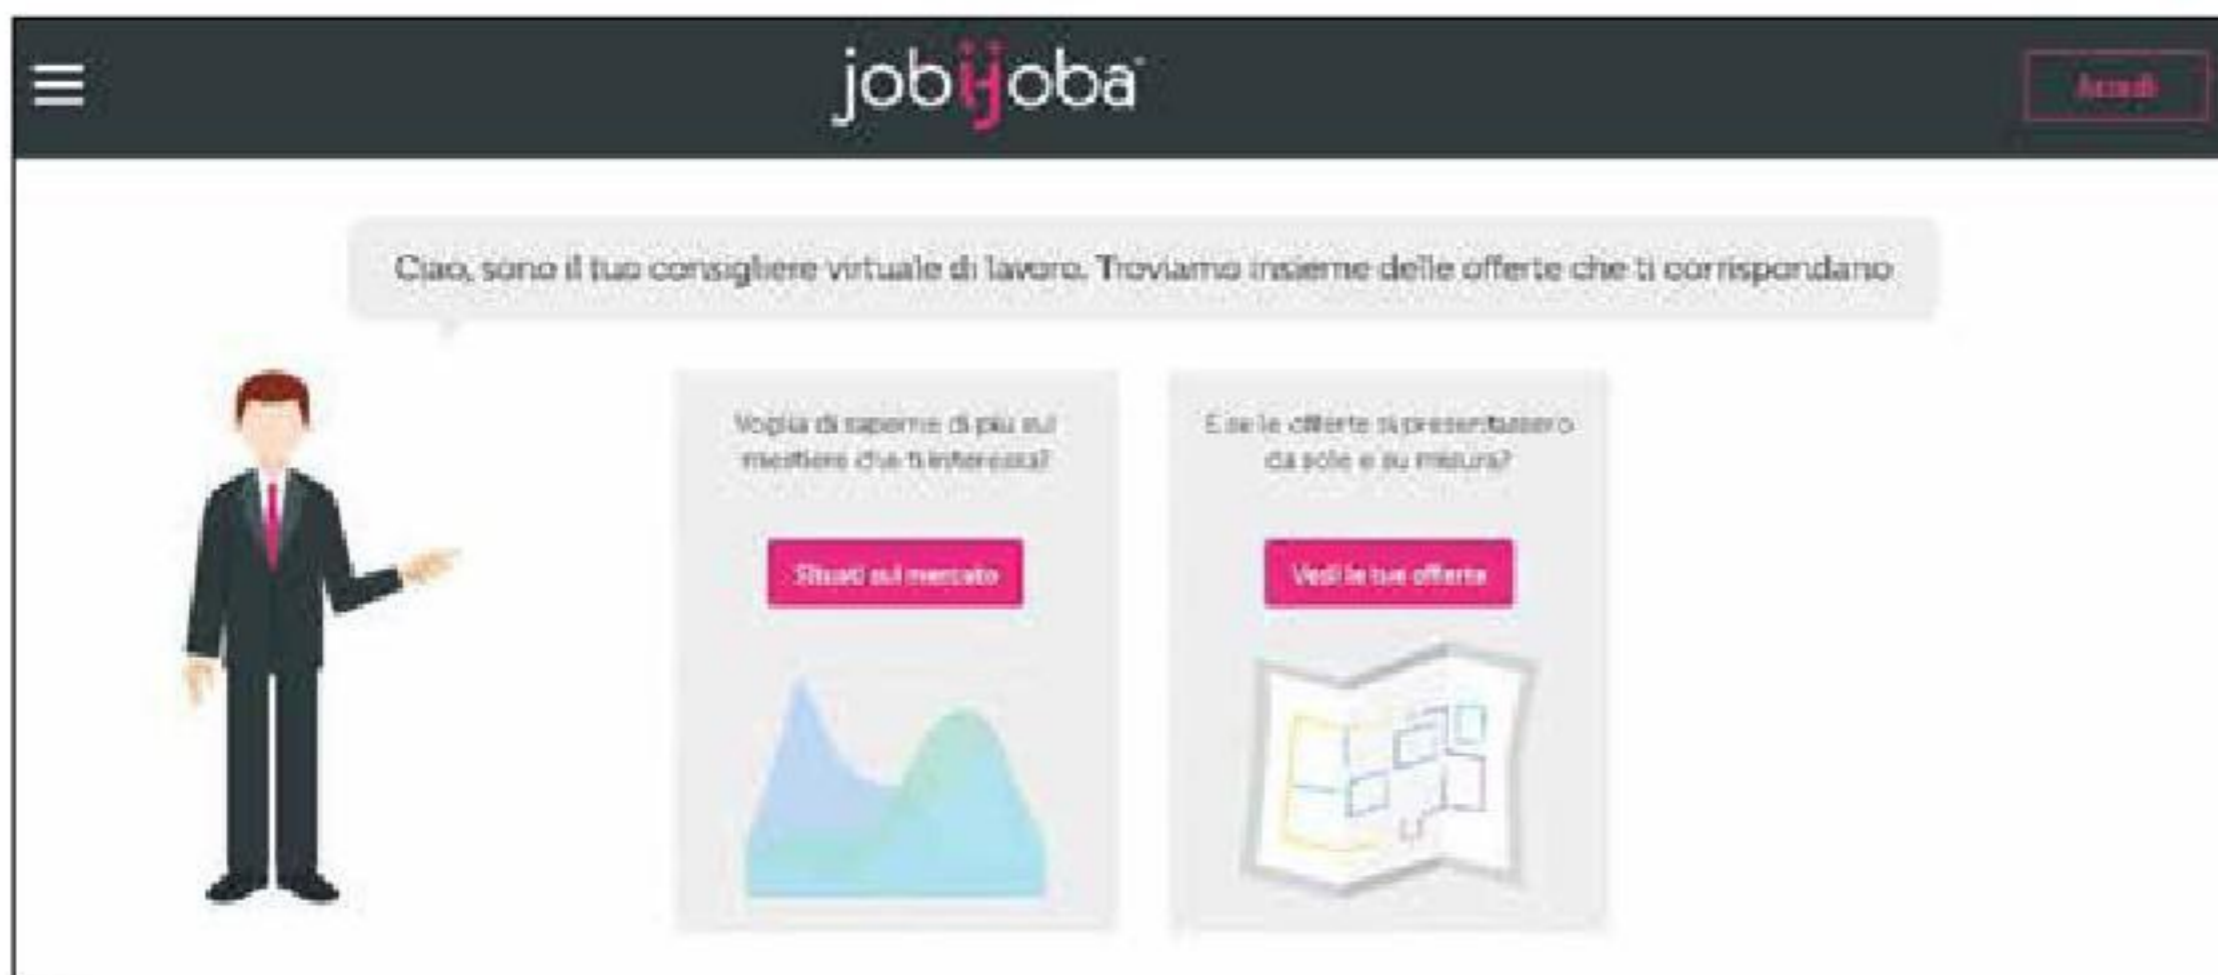 jobijoba
Accedi
Ciao, sono il tuo consigliere virtuale di lavoro. Troviamo insieme delle offerte che ti corrispondano
Voglia di saperne di più sul
mestiere che ti interessa?
E se le offerte si presentassero
da sole e su misura?
Situati sul mercato
Vedi le tue offerte